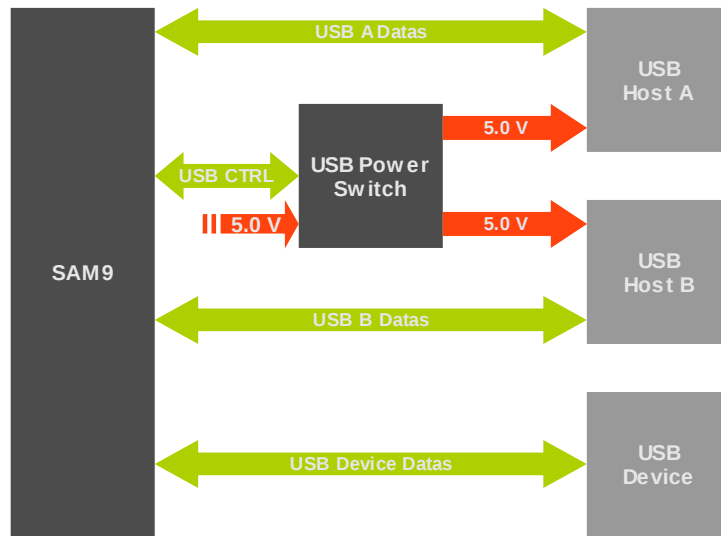 USB A Datas
USB
Host A
5.0 V
USB Power
Switch
USB CTRL
5.0 V
5.0 V
SAM9
USB
Host B
USB B Datas
USB
Device
USB Device Datas